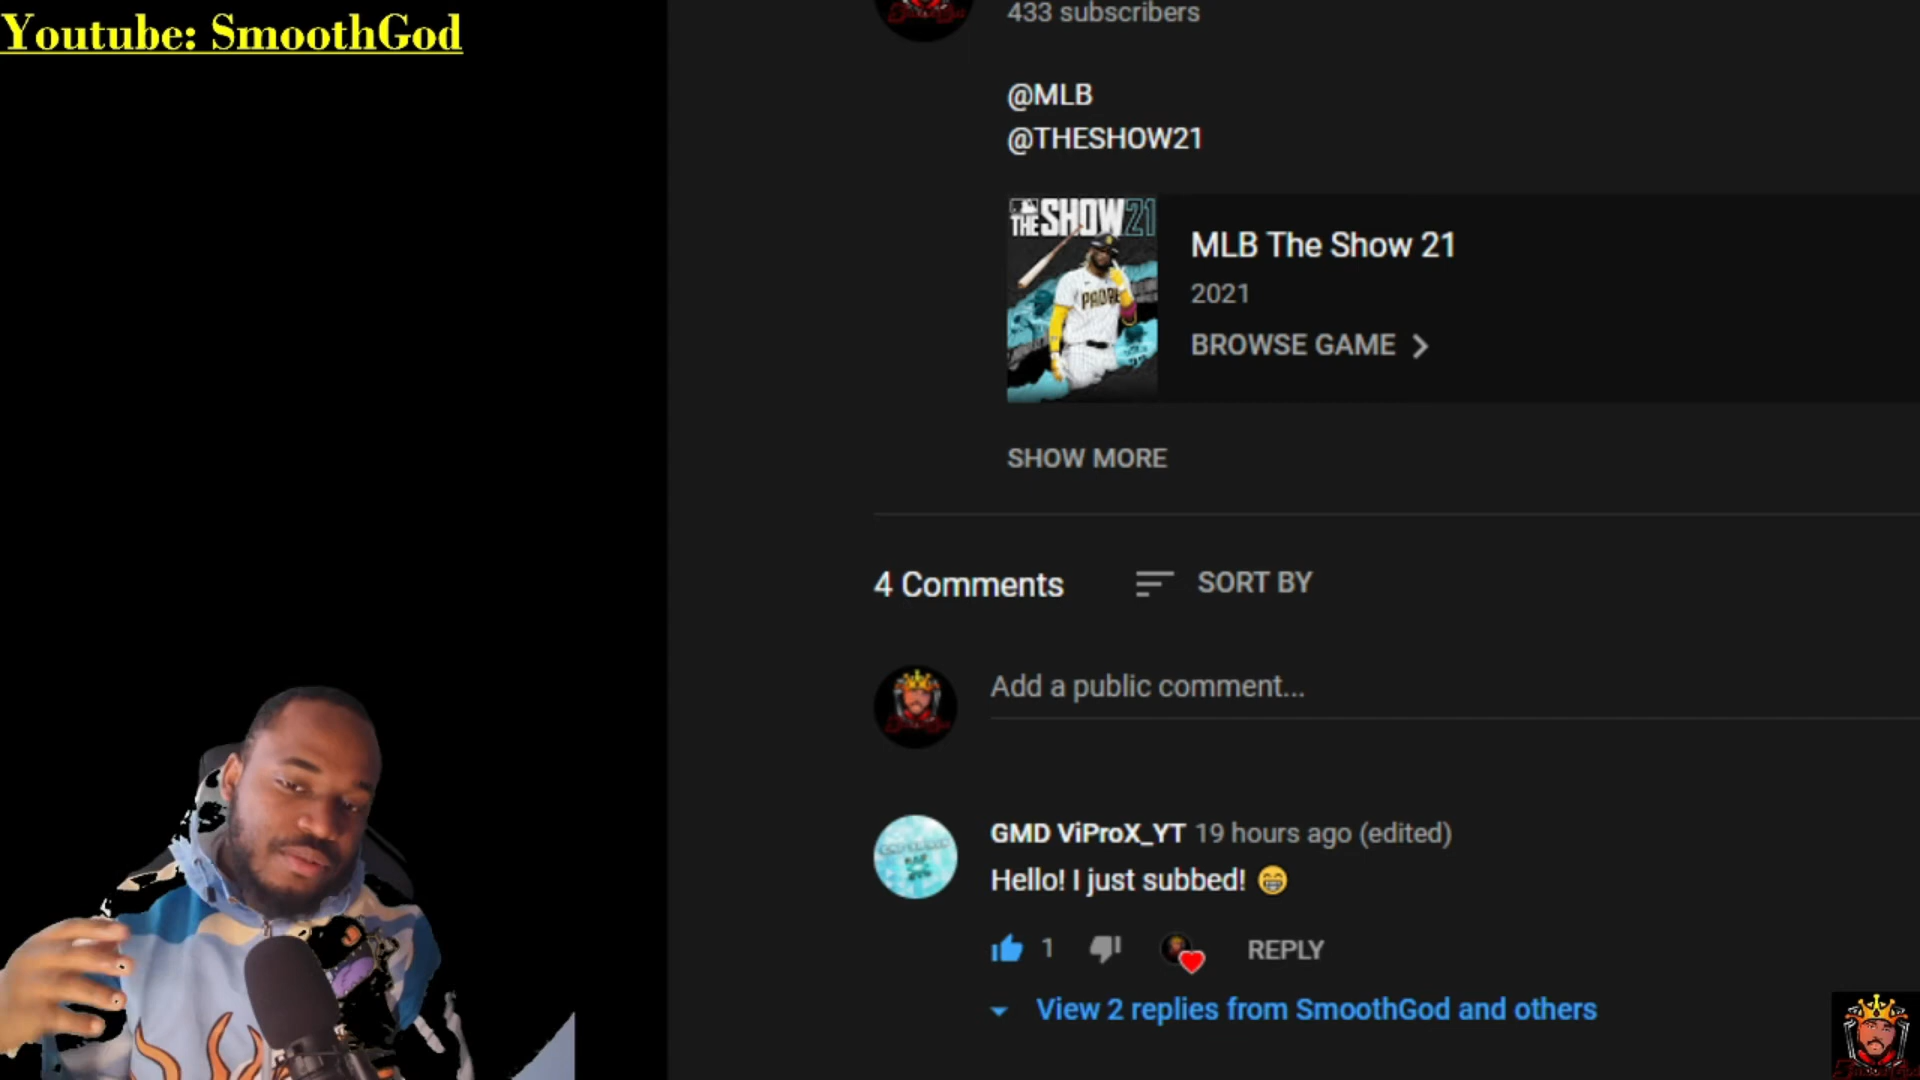 Youtube: SmoothGod
433 subscribers
@MLB
@THESHOW21
THE SHOW 21
PADRES
MLB The Show 21
2021
BROWSE GAME
SHOW MORE
4 Comments
SORT BY
Add a public comment...
GMD ViProX_YT 19 hours ago (edited)
Hello! I just subbed! 😁
1
REPLY
View 2 replies from SmoothGod and others